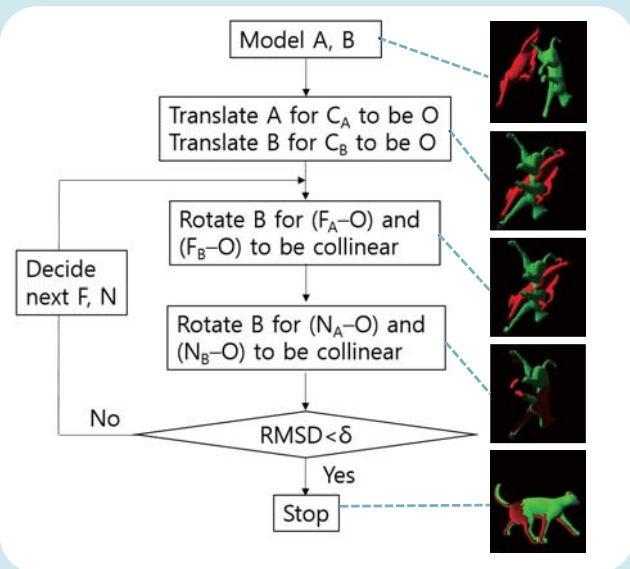 Model A, B
Translate A for C_A to be O
Translate B for C_B to be O
Rotate B for (F_A–O) and
(F_B–O) to be collinear
Decide
next F, N
Rotate B for (N_A–O) and
(N_B–O) to be collinear
No
RMSD<δ
Yes
Stop